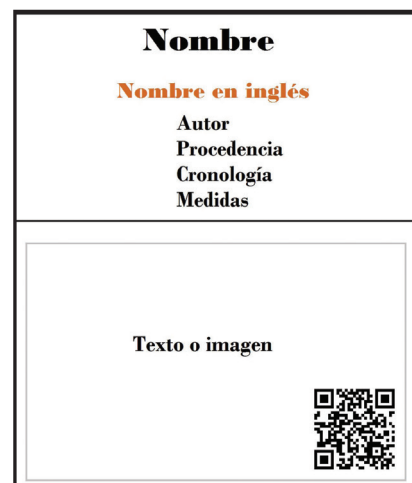 Nombre
Nombre en inglés
Autor
Procedencia
Cronología
Medidas
Texto o imagen